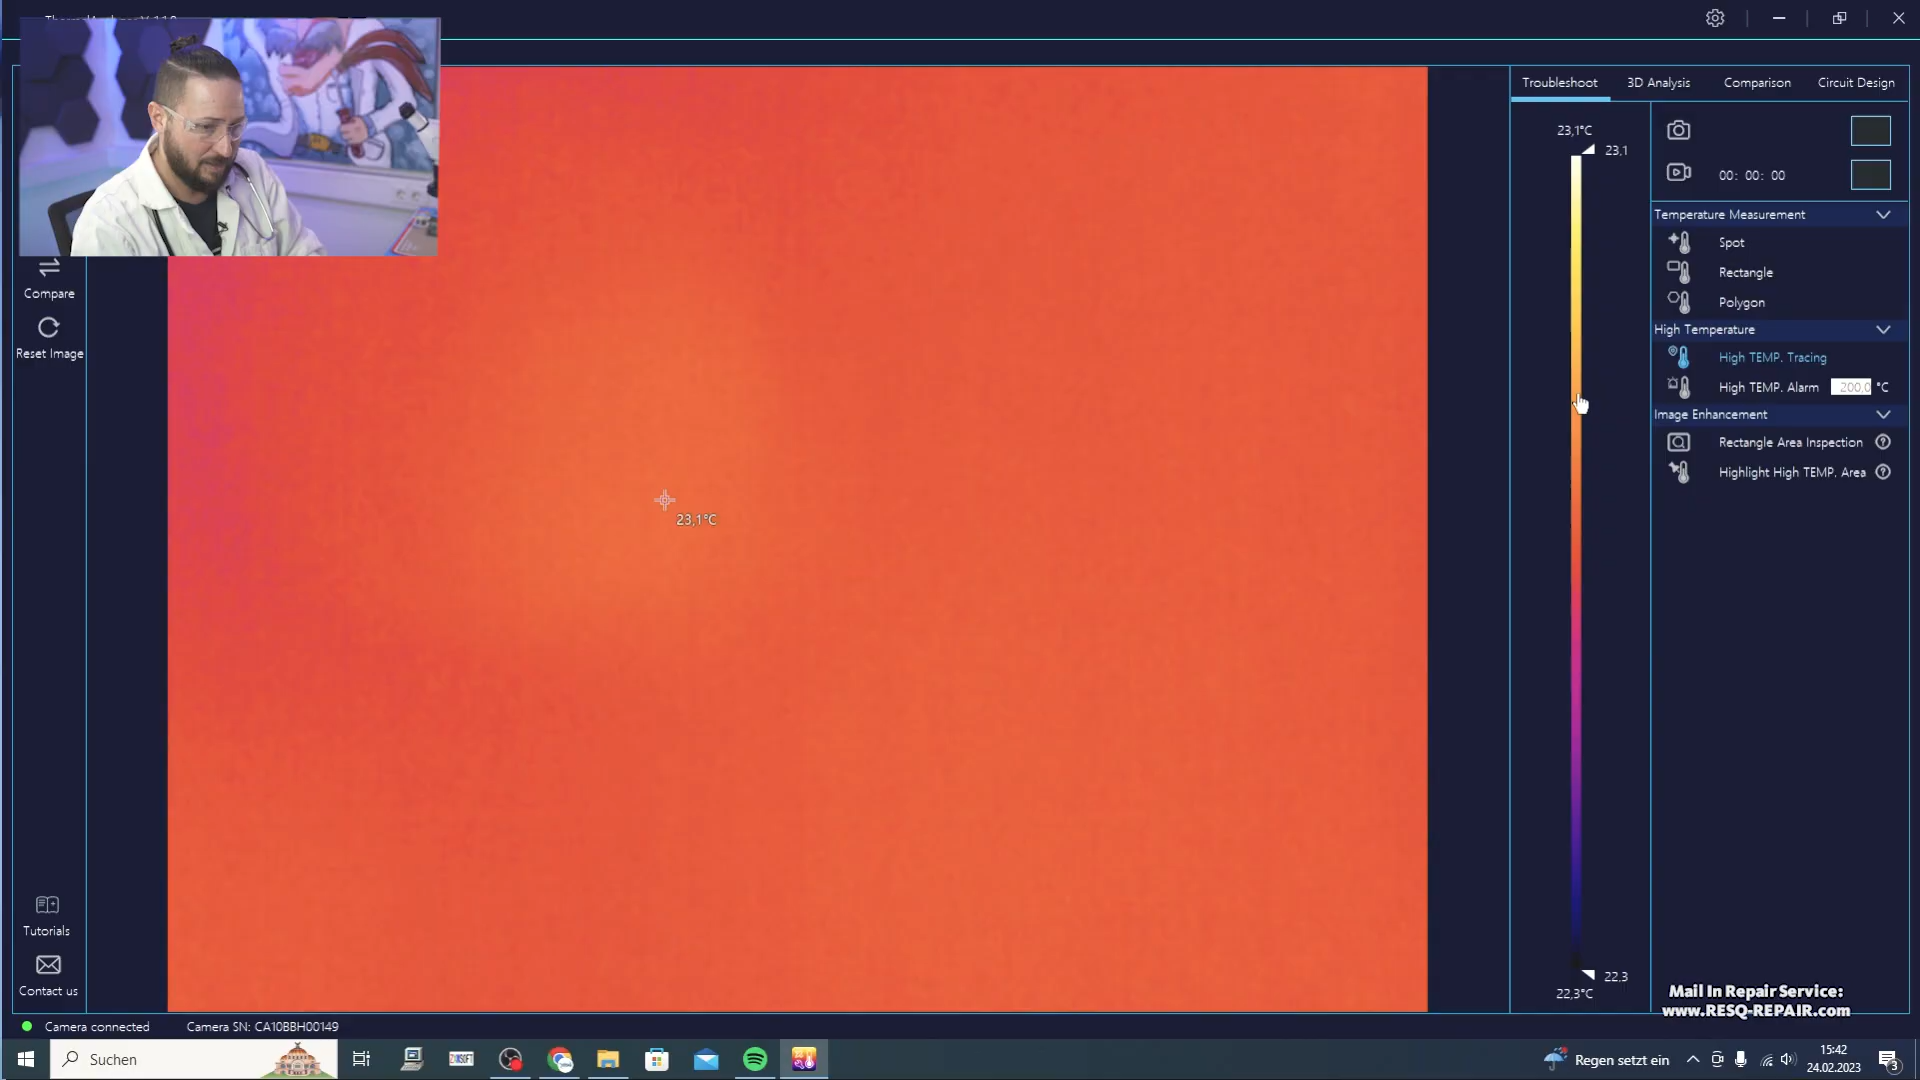 Troubleshoot
3D Analysis
Comparison
Circuit Design
23,1°C
23,1
00: 00: 00
Temperature Measurement
Spot
Rectangle
Polygon
High Temperature
High TEMP. Tracing
High TEMP. Alarm 200,0 °C
Image Enhancement
Rectangle Area Inspection
Highlight High TEMP. Area
Compare
Reset Image
23,1°C
Tutorials
Contact us
22,3
22,3°C
Mail In Repair Service:
www.RESQ-REPAIR.com
Camera connected
Camera SN: CA10BBH00149
Suchen
Regen setzt ein
15:42
24.02.2023
3